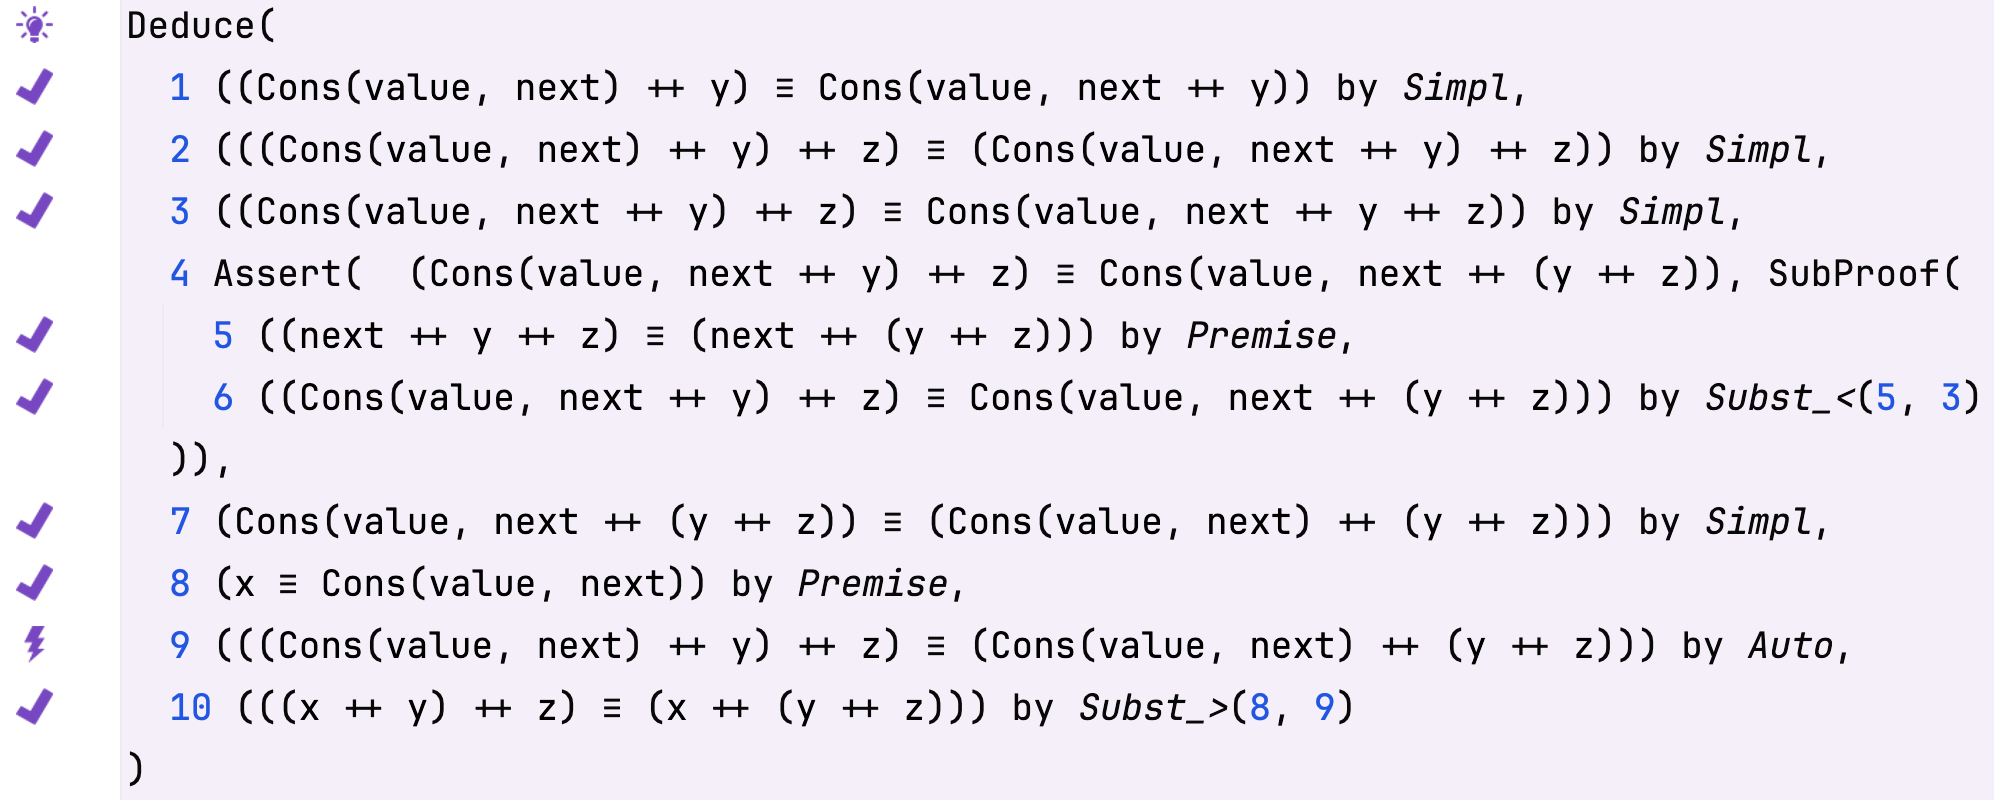 Deduce(
1 ((Cons(value, next) ++ y) ≡ Cons(value, next ++ y)) by Simpl,
2 (((Cons(value, next) ++ y) ++ z) ≡ (Cons(value, next ++ y) ++ z)) by Simpl,
3 ((Cons(value, next ++ y) ++ z) ≡ Cons(value, next ++ y ++ z)) by Simpl,
4 Assert(  (Cons(value, next ++ y) ++ z) ≡ Cons(value, next ++ (y ++ z)), SubProof(
5 ((next ++ y ++ z) ≡ (next ++ (y ++ z))) by Premise,
6 ((Cons(value, next ++ y) ++ z) ≡ Cons(value, next ++ (y ++ z))) by Subst_<(5, 3)
)),
7 (Cons(value, next ++ (y ++ z)) ≡ (Cons(value, next) ++ (y ++ z))) by Simpl,
8 (x ≡ Cons(value, next)) by Premise,
9 (((Cons(value, next) ++ y) ++ z) ≡ (Cons(value, next) ++ (y ++ z))) by Auto,
10 (((x ++ y) ++ z) ≡ (x ++ (y ++ z))) by Subst_>(8, 9)
)